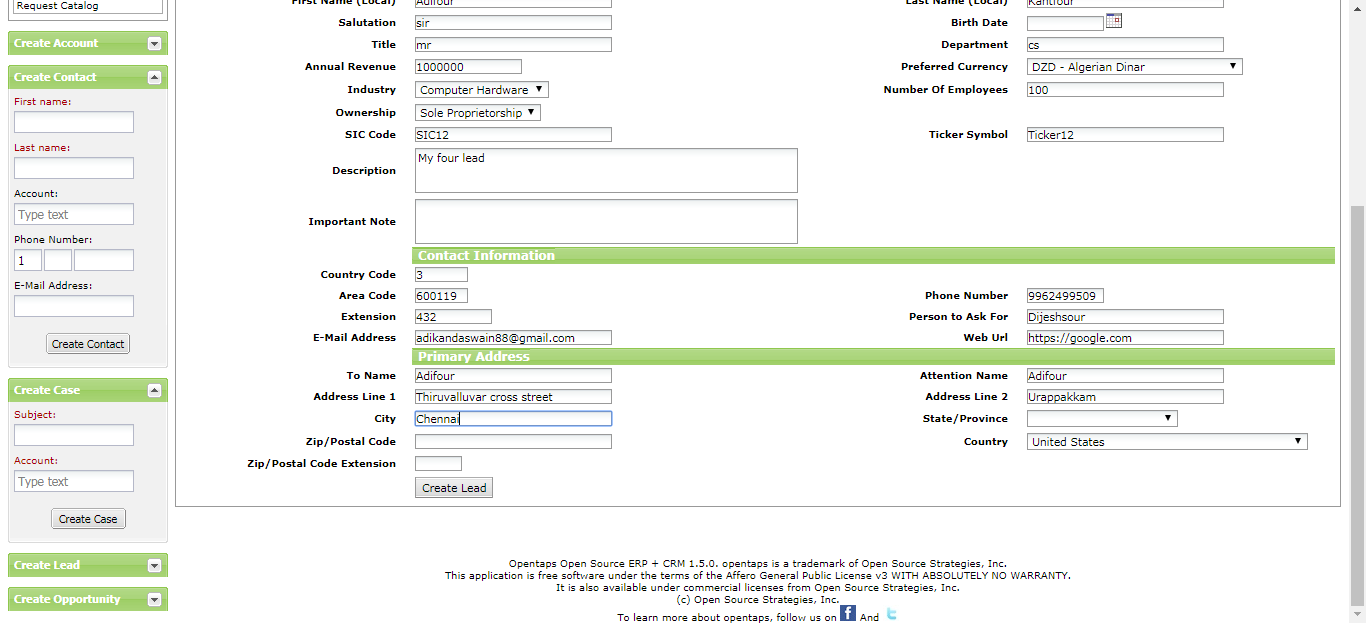 Request Catalog
Create Account
Create Contact
First name:
Last name:
Account:
Type text
Phone Number:
1
E-Mail Address:
Create Contact
Create Case
Subject:
Account:
Type text
Create Case
Create Lead
Create Opportunity
First Name (Local) Adifour Last Name (Local) Kantfour
Salutation sir Birth Date
Title mr Department cs
Annual Revenue 1000000 Preferred Currency DZD - Algerian Dinar
Industry Computer Hardware Number Of Employees 100
Ownership Sole Proprietorship
SIC Code SIC12 Ticker Symbol Ticker12
Description My four lead
Important Note
Contact Information
Country Code 3
Area Code 600119 Phone Number 9962499509
Extension 432 Person to Ask For Dijeshsour
E-Mail Address adikandaswain88@gmail.com Web Url https://google.com
Primary Address
To Name Adifour Attention Name Adifour
Address Line 1 Thiruvalluvar cross street Address Line 2 Urappakkam
City Chennai State/Province
Zip/Postal Code Country United States
Zip/Postal Code Extension
Create Lead
Opentaps Open Source ERP + CRM 1.5.0. opentaps is a trademark of Open Source Strategies, Inc.
This application is free software under the terms of the Affero General Public License v3 WITH ABSOLUTELY NO WARRANTY.
It is also available under commercial licenses from Open Source Strategies, Inc.
(c) Open Source Strategies, Inc.
To learn more about opentaps, follow us on f And t